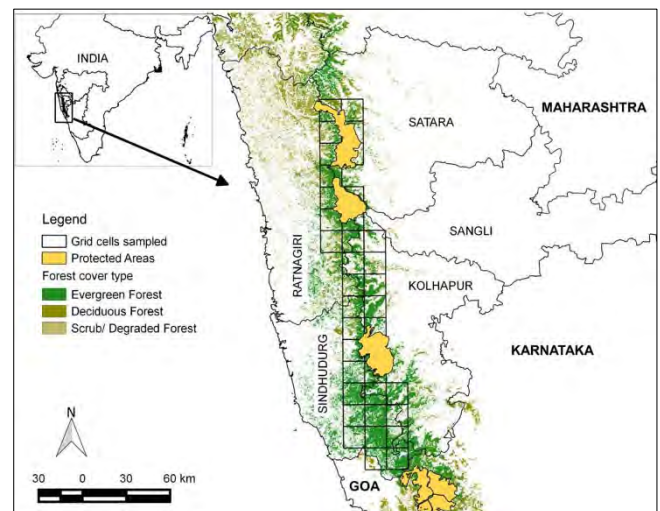 INDIA
MAHARASHTRA
SATARA
SANGLI
RATNAGIRI
KOLHAPUR
KARNATAKA
SINDHUDURG
GOA
Legend
Grid cells sampled
Protected Areas
Forest cover type
Evergreen Forest
Deciduous Forest
Scrub/ Degraded Forest
N
30 0 30 60 km